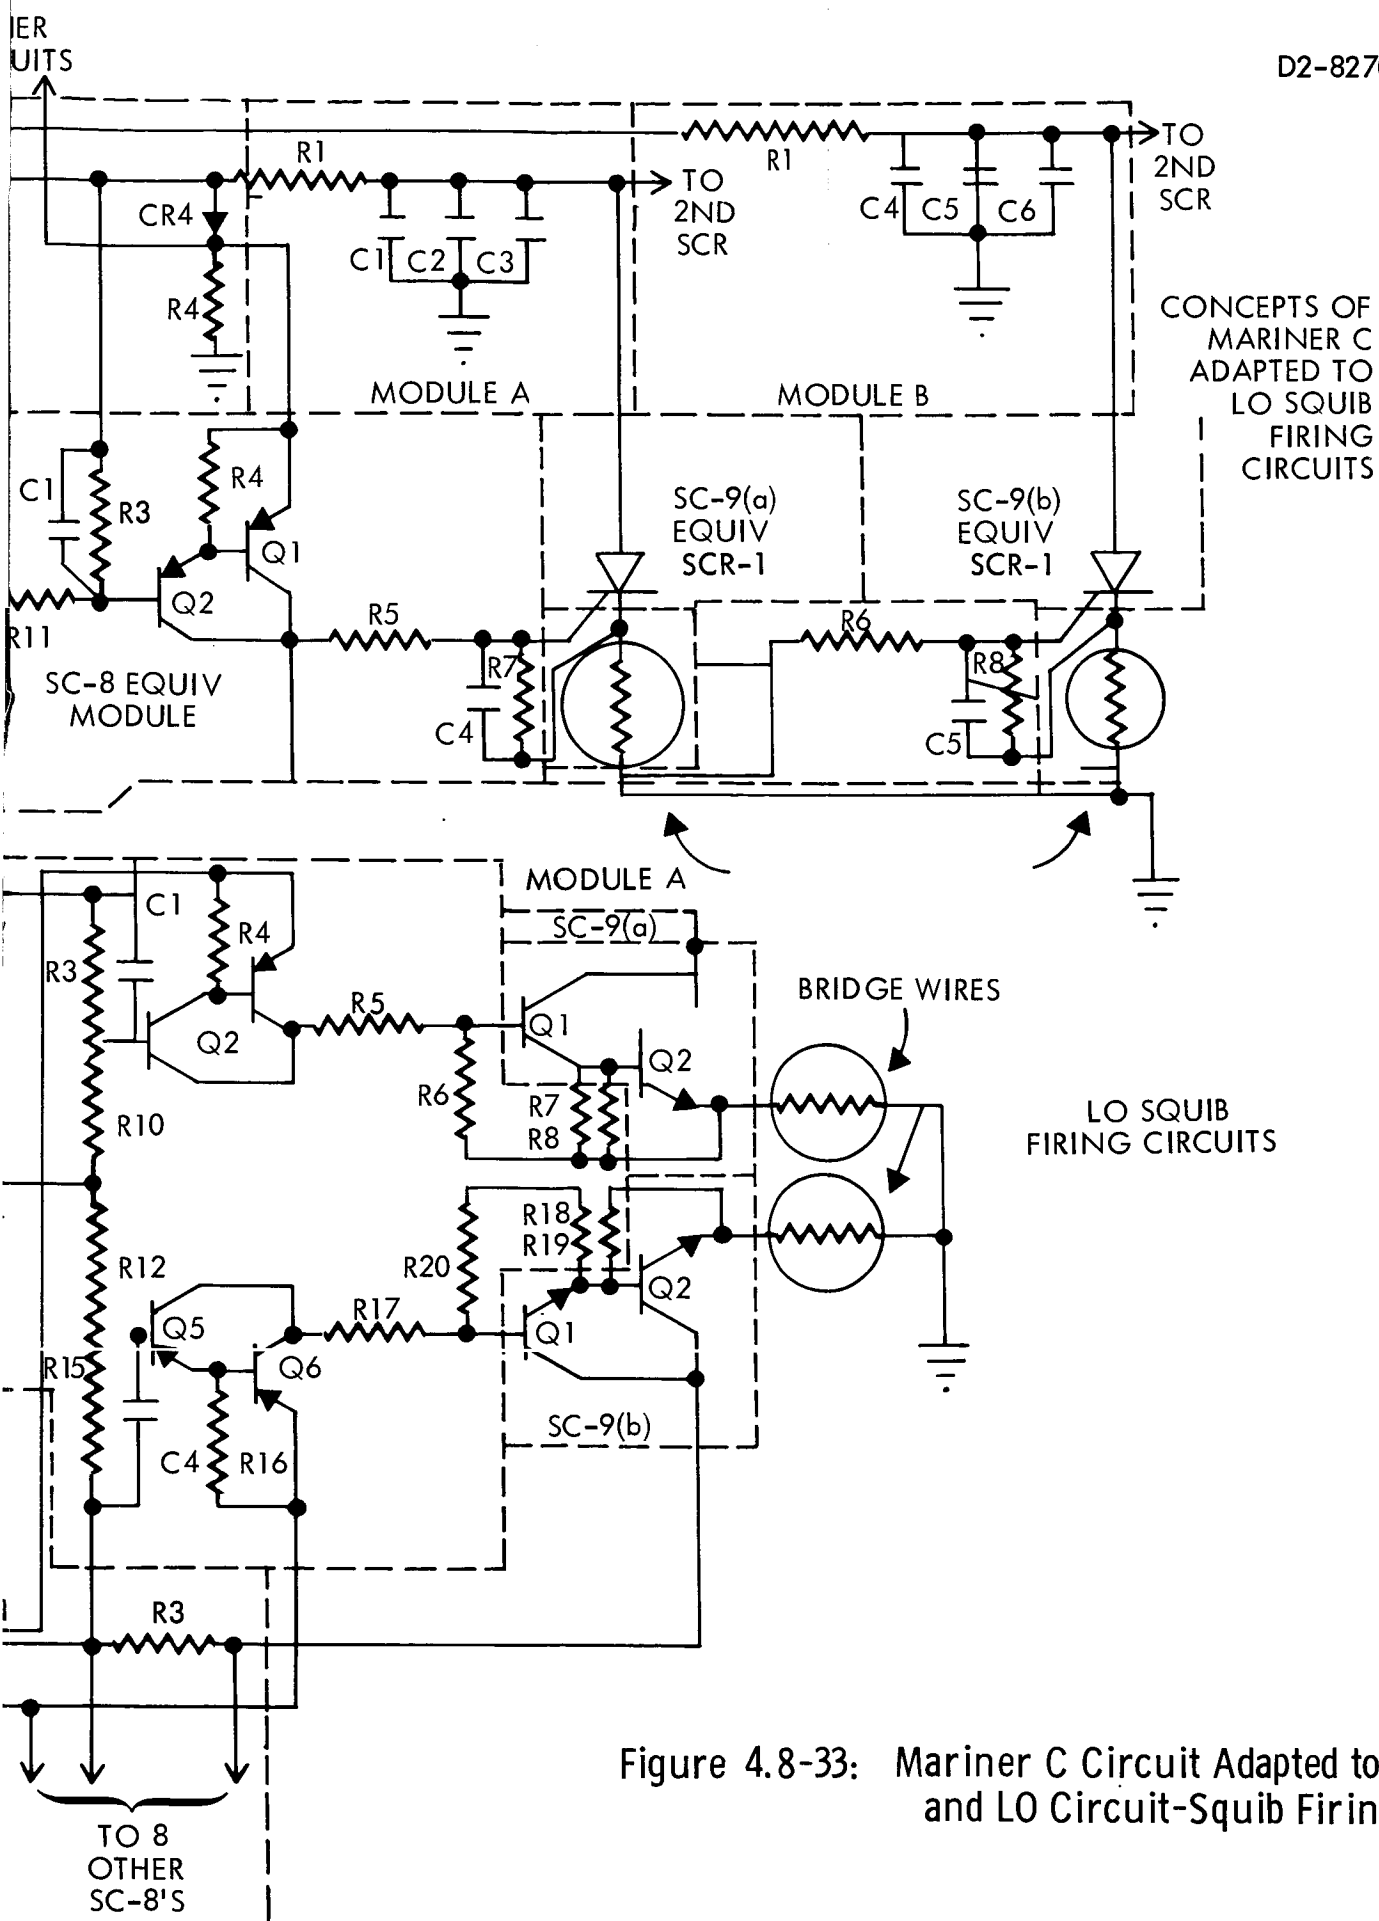 IER
UITS
D2-827
R1
TO
2ND
SCR
R1
C4 C5 C6
TO
2ND
SCR
CR4
C1 C2 C3
R4
MODULE A
MODULE B
CONCEPTS OF
MARINER C
ADAPTED TO
LO SQUIB
FIRING
CIRCUITS
C1
R3
R4
Q1
Q2
R11
SC-8 EQUIV
MODULE
R5
R7
C4
SC-9(a)
EQUIV
SCR-1
SC-9(b)
EQUIV
SCR-1
R6
R8
C5
MODULE A
SC-9(a)
C1
R4
R3
Q2
R5
Q1
Q2
R6
R7
R8
R10
BRIDGE WIRES
LO SQUIB
FIRING CIRCUITS
R12
R18
R19
R20
Q2
R17
Q1
Q5
Q6
R15
C4 R16
SC-9(b)
R3
TO 8
OTHER
SC-8'S
Figure 4.8-33: Mariner C Circuit Adapted to
and LO Circuit-Squib Firin